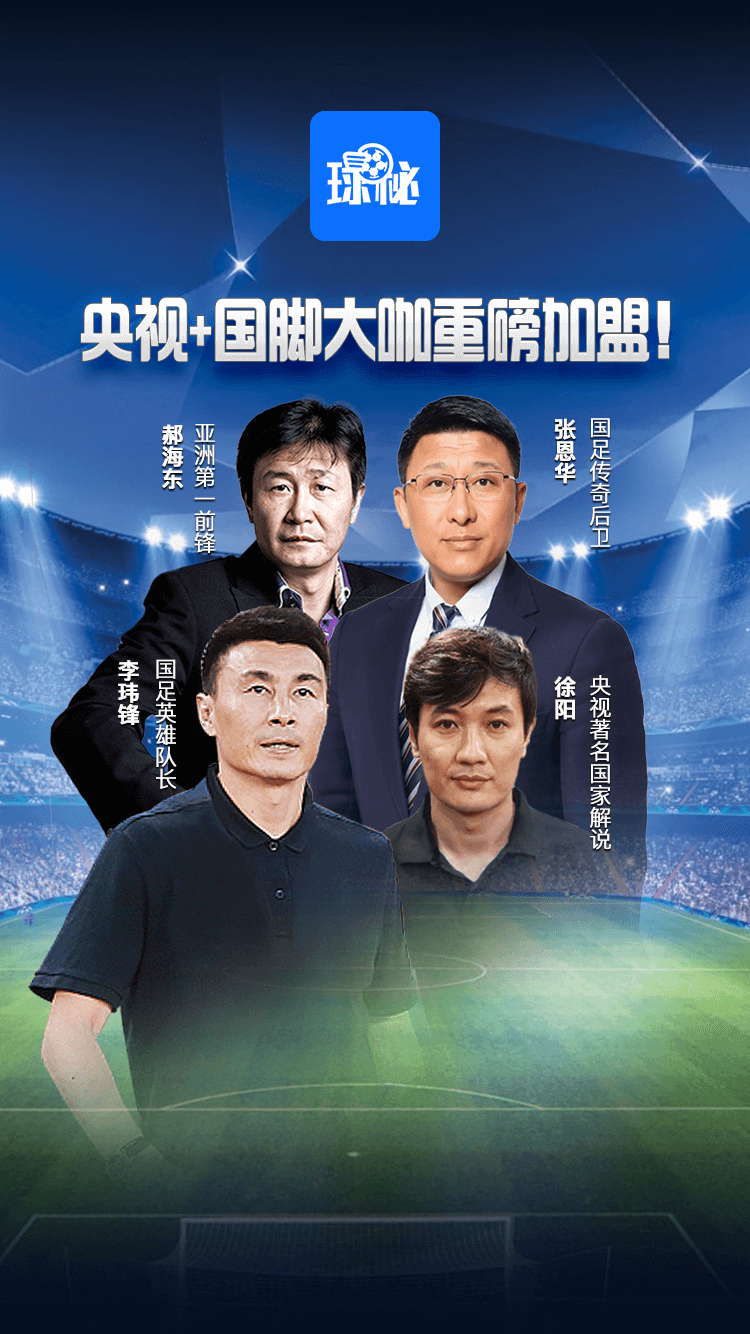 球秘
央视+国脚大咖重磅加盟！
亚洲第一前锋
郝海东
国足传奇后卫
张恩华
国足英雄队长
李玮锋
央视著名国家解说
徐阳